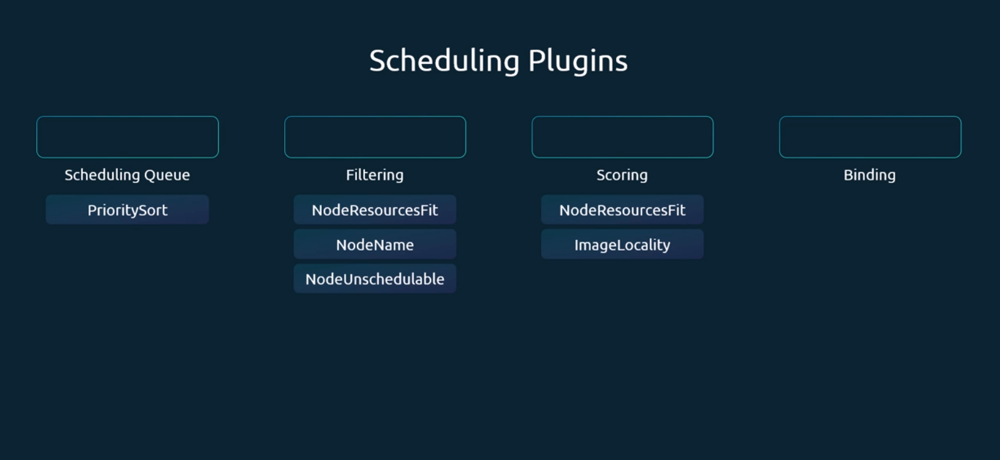 Scheduling Plugins
Scheduling Queue
PrioritySort
Filtering
NodeResourcesFit
NodeName
NodeUnschedulable
Scoring
NodeResourcesFit
ImageLocality
Binding